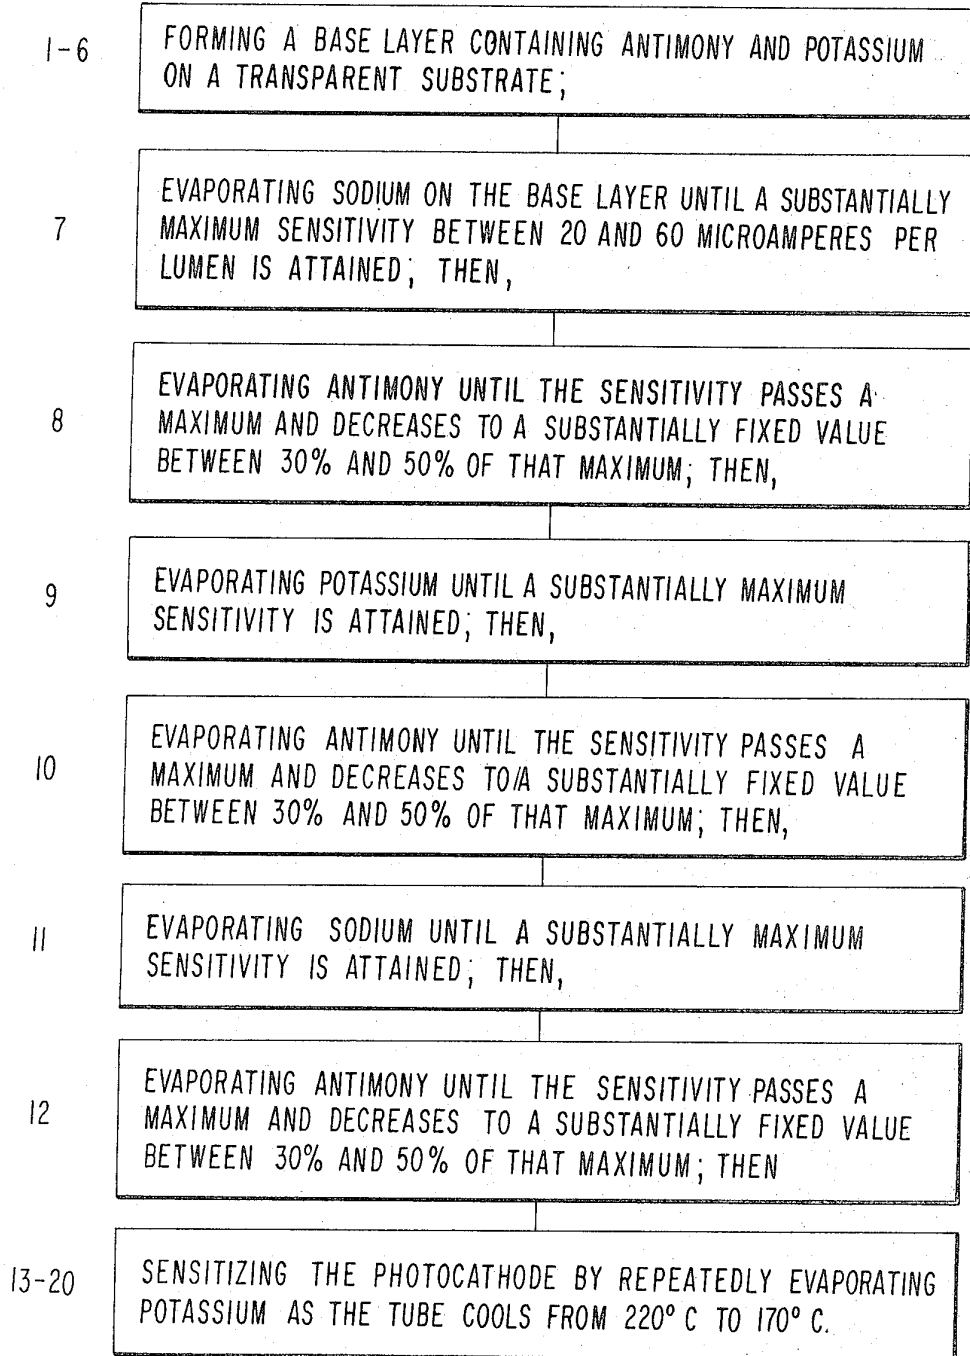 1-6
FORMING A BASE LAYER CONTAINING ANTIMONY AND POTASSIUM
ON A TRANSPARENT SUBSTRATE;
7
EVAPORATING SODIUM ON THE BASE LAYER UNTIL A SUBSTANTIALLY
MAXIMUM SENSITIVITY BETWEEN 20 AND 60 MICROAMPERES PER
LUMEN IS ATTAINED; THEN,
8
EVAPORATING ANTIMONY UNTIL THE SENSITIVITY PASSES A
MAXIMUM AND DECREASES TO A SUBSTANTIALLY FIXED VALUE
BETWEEN 30% AND 50% OF THAT MAXIMUM; THEN,
9
EVAPORATING POTASSIUM UNTIL A SUBSTANTIALLY MAXIMUM
SENSITIVITY IS ATTAINED; THEN,
10
EVAPORATING ANTIMONY UNTIL THE SENSITIVITY PASSES A
MAXIMUM AND DECREASES TO A SUBSTANTIALLY FIXED VALUE
BETWEEN 30% AND 50% OF THAT MAXIMUM; THEN,
11
EVAPORATING SODIUM UNTIL A SUBSTANTIALLY MAXIMUM
SENSITIVITY IS ATTAINED; THEN,
12
EVAPORATING ANTIMONY UNTIL THE SENSITIVITY PASSES A
MAXIMUM AND DECREASES TO A SUBSTANTIALLY FIXED VALUE
BETWEEN 30% AND 50% OF THAT MAXIMUM; THEN
13-20
SENSITIZING THE PHOTOCATHODE BY REPEATEDLY EVAPORATING
POTASSIUM AS THE TUBE COOLS FROM 220° C TO 170° C.